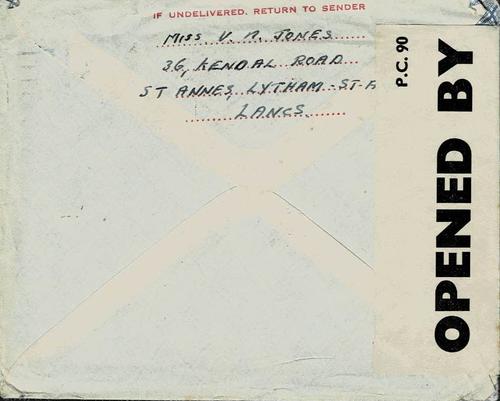 IF UNDELIVERED. RETURN TO SENDER
MISS. V. M. JONES
36, KENDAL ROAD
ST ANNES, LYTHAM-ST-A
LANCS.
P.C. 90
OPENED BY